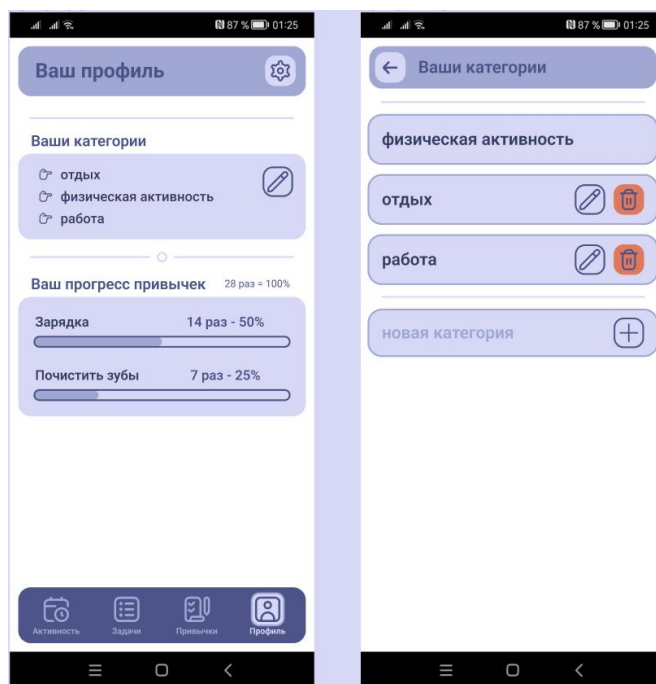 87 % 01:25
Ваш профиль
Ваши категории
отдых
физическая активность
работа
Ваш прогресс привычек 28 раз = 100%
Зарядка 14 раз - 50%
Почистить зубы 7 раз - 25%
Активность Задачи Привычки Профиль
87 % 01:25
Ваши категории
физическая активность
отдых
работа
новая категория